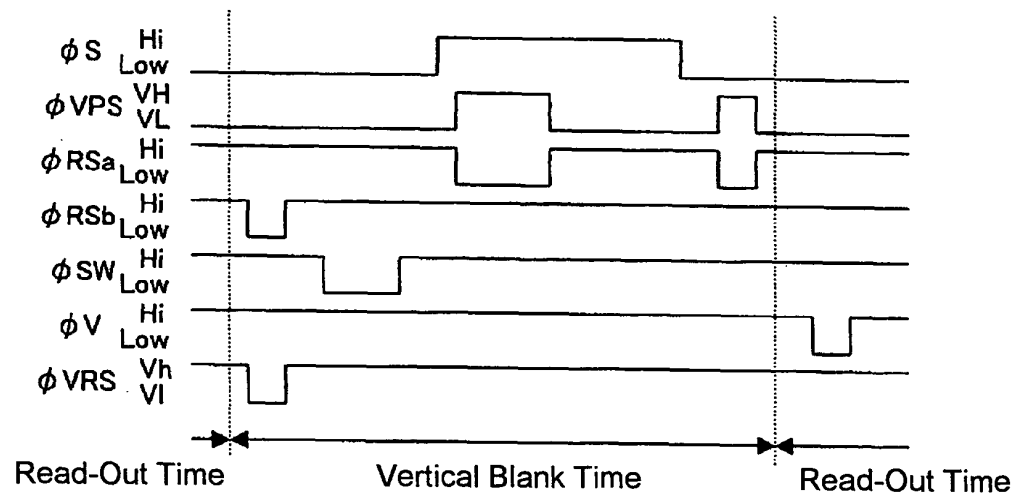 φS Hi
Low
φVPS VH
VL
φRSa Hi
Low
φRSb Hi
Low
φSW Hi
Low
φV Hi
Low
φVRS Vh
Vl
Read-Out Time Vertical Blank Time Read-Out Time